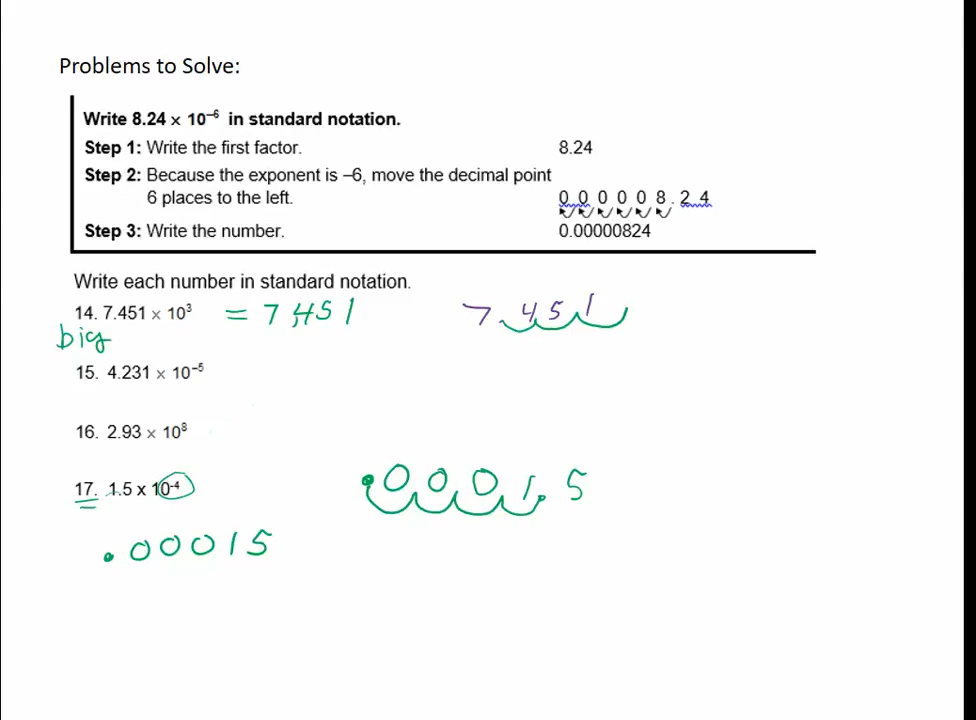 Problems to Solve:
Write 8.24 × 10⁻⁶ in standard notation.
Step 1: Write the first factor. 8.24
Step 2: Because the exponent is –6, move the decimal point
6 places to the left. 0 0 0 0 0 8 . 2 4
Step 3: Write the number. 0.00000824
Write each number in standard notation.
14. 7.451 × 10³ = 7,451 7.451
big
15. 4.231 × 10⁻⁵
16. 2.93 × 10⁸
17. 1.5 x 10⁻⁴ .0001.5
.00015